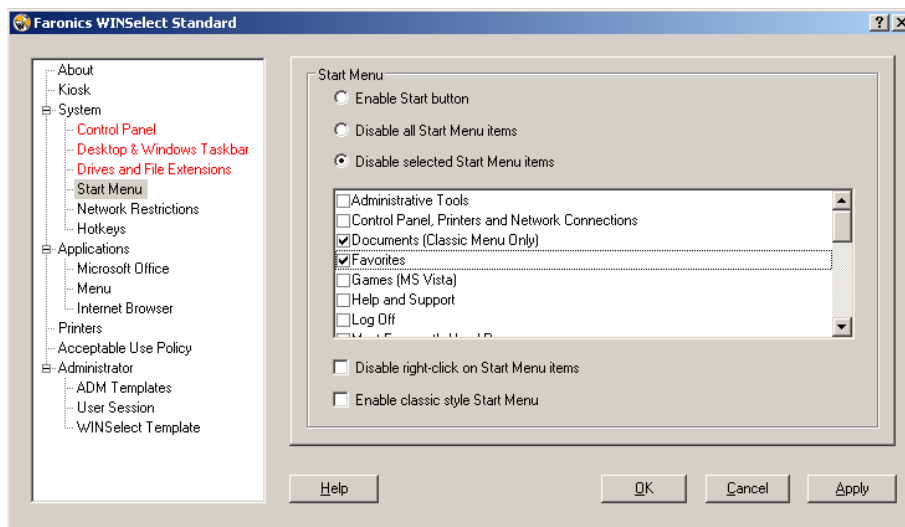 Faronics WINSelect Standard
About
Kiosk
System
Control Panel
Desktop & Windows Taskbar
Drives and File Extensions
Start Menu
Network Restrictions
Hotkeys
Applications
Microsoft Office
Menu
Internet Browser
Printers
Acceptable Use Policy
Administrator
ADM Templates
User Session
WINSelect Template
Start Menu
Enable Start button
Disable all Start Menu items
Disable selected Start Menu items
Administrative Tools
Control Panel, Printers and Network Connections
Documents (Classic Menu Only)
Favorites
Games (MS Vista)
Help and Support
Log Off
Disable right-click on Start Menu items
Enable classic style Start Menu
Help
OK
Cancel
Apply